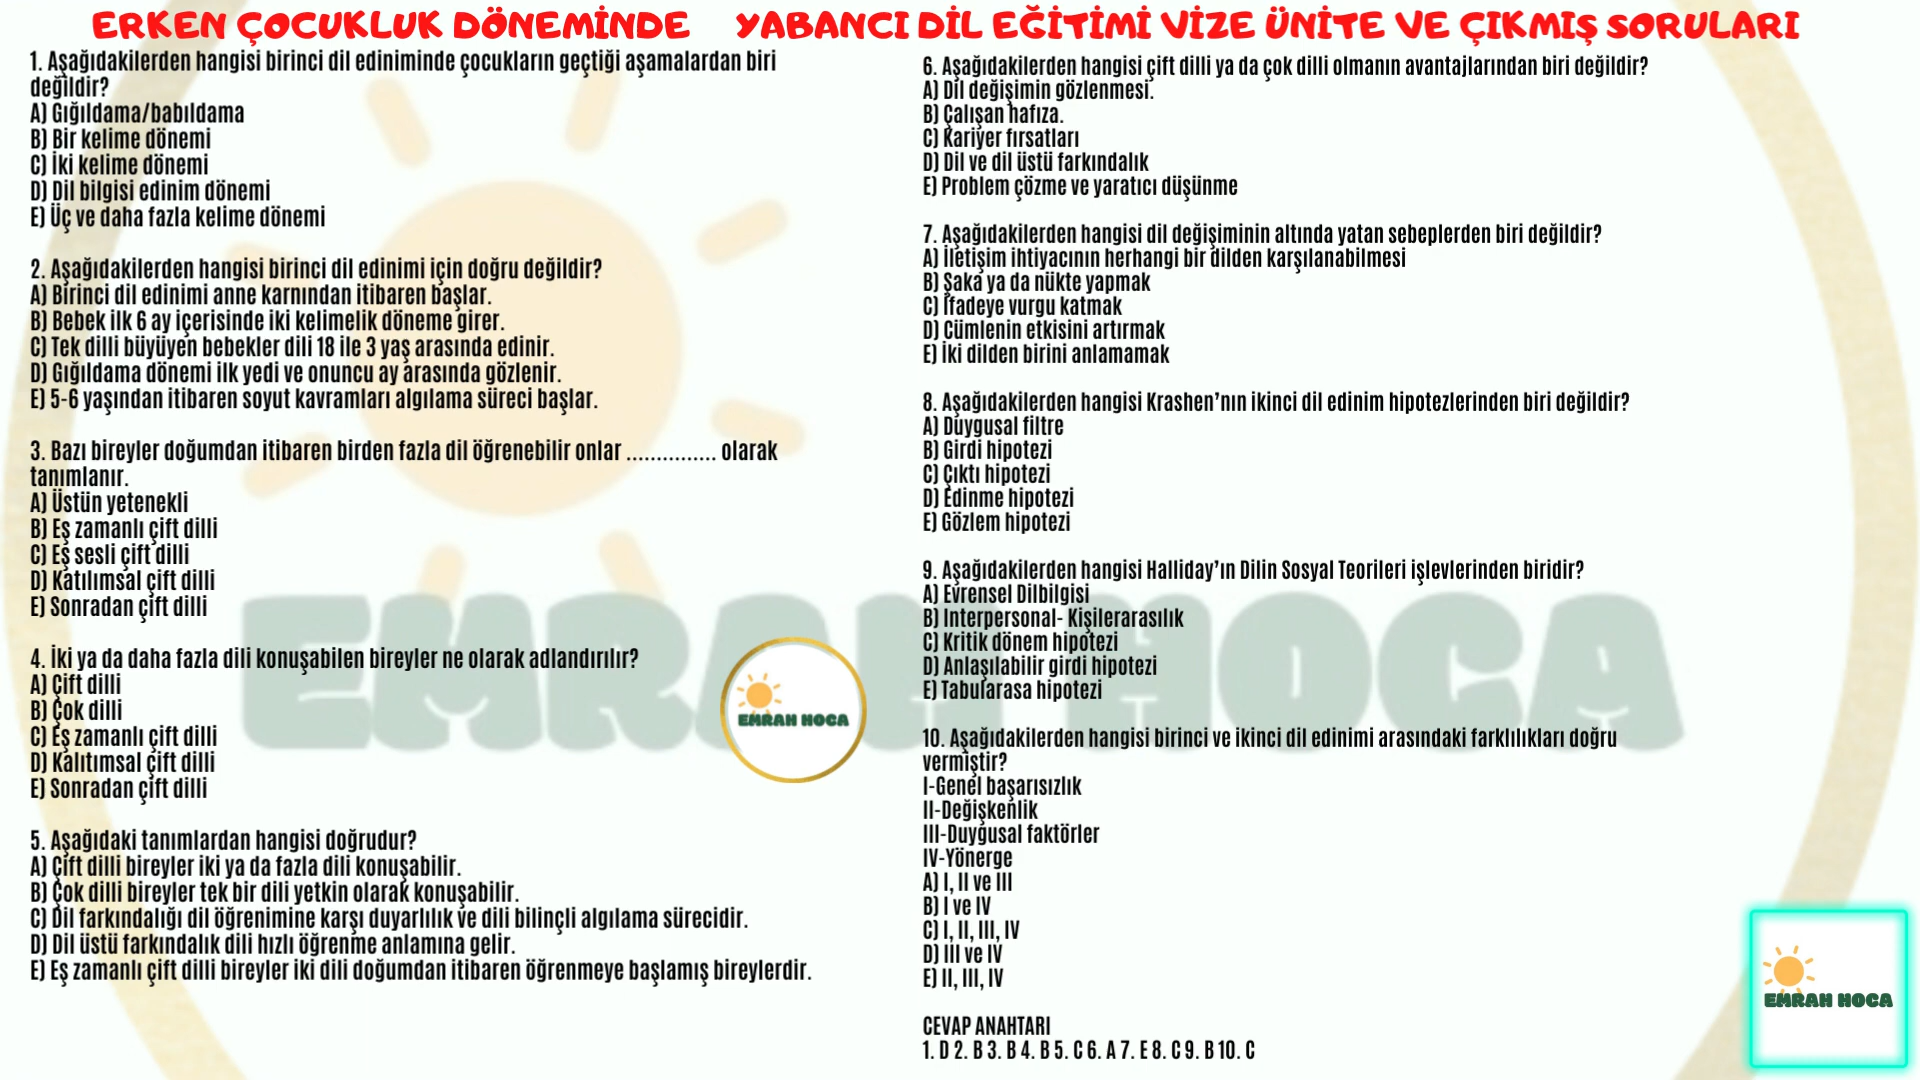 ERKEN ÇOCUKLUK DÖNEMİNDE YABANCI DİL EĞİTİMİ VİZE ÜNİTE VE ÇIKMIŞ SORULARI
1. Aşağıdakilerden hangisi birinci dil ediniminde çocukların geçtiği aşamalardan biri
değildir?
A) Gığıldama/babıldama
B) Bir kelime dönemi
C) İki kelime dönemi
D) Dil bilgisi edinim dönemi
E) Üç ve daha fazla kelime dönemi
2. Aşağıdakilerden hangisi birinci dil edinimi için doğru değildir?
A) Birinci dil edinimi anne karnından itibaren başlar.
B) Bebek ilk 6 ay içerisinde iki kelimelik döneme girer.
C) Tek dilli büyüyen bebekler dili 18 ile 3 yaş arasında edinir.
D) Gığıldama dönemi ilk yedi ve onuncu ay arasında gözlenir.
E) 5-6 yaşından itibaren soyut kavramları algılama süreci başlar.
3. Bazı bireyler doğumdan itibaren birden fazla dil öğrenebilir onlar ............... olarak
tanımlanır.
A) Üstün yetenekli
B) Eş zamanlı çift dilli
C) Eş sesli çift dilli
D) Katılımsal çift dilli
E) Sonradan çift dilli
4. İki ya da daha fazla dili konuşabilen bireyler ne olarak adlandırılır?
A) Çift dilli
B) Çok dilli
C) Eş zamanlı çift dilli
D) Kalıtımsal çift dilli
E) Sonradan çift dilli
5. Aşağıdaki tanımlardan hangisi doğrudur?
A) Çift dilli bireyler iki ya da fazla dili konuşabilir.
B) Çok dilli bireyler tek bir dili yetkin olarak konuşabilir.
C) Dil farkındalığı dil öğrenimine karşı duyarlılık ve dili bilinçli algılama sürecidir.
D) Dil üstü farkındalık dili hızlı öğrenme anlamına gelir.
E) Eş zamanlı çift dilli bireyler iki dili doğumdan itibaren öğrenmeye başlamış bireylerdir.
6. Aşağıdakilerden hangisi çift dilli ya da çok dilli olmanın avantajlarından biri değildir?
A) Dil değişimin gözlenmesi.
B) Çalışan hafıza.
C) Kariyer fırsatları
D) Dil ve dil üstü farkındalık
E) Problem çözme ve yaratıcı düşünme
7. Aşağıdakilerden hangisi dil değişiminin altında yatan sebeplerden biri değildir?
A) İletişim ihtiyacının herhangi bir dilden karşılanabilmesi
B) Şaka ya da nükte yapmak
C) İfadeye vurgu katmak
D) Cümlenin etkisini artırmak
E) İki dilden birini anlamamak
8. Aşağıdakilerden hangisi Krashen’nın ikinci dil edinim hipotezlerinden biri değildir?
A) Duygusal filtre
B) Girdi hipotezi
C) Çıktı hipotezi
D) Edinme hipotezi
E) Gözlem hipotezi
9. Aşağıdakilerden hangisi Halliday’ın Dilin Sosyal Teorileri işlevlerinden biridir?
A) Evrensel Dilbilgisi
B) Interpersonal- Kişilerarasılık
C) Kritik dönem hipotezi
D) Anlaşılabilir girdi hipotezi
E) Tabularasa hipotezi
10. Aşağıdakilerden hangisi birinci ve ikinci dil edinimi arasındaki farklılıkları doğru
vermiştir?
I-Genel başarısızlık
II-Değişkenlik
III-Duygusal faktörler
IV-Yönerge
A) I, II ve III
B) I ve IV
C) I, II, III, IV
D) III ve IV
E) II, III, IV
CEVAP ANAHTARI
1. D 2. B 3. B 4. B 5. C 6. A 7. E 8. C 9. B 10. C
EMRAH HOCA
EMRAH HOCA
EMRAH HOCA